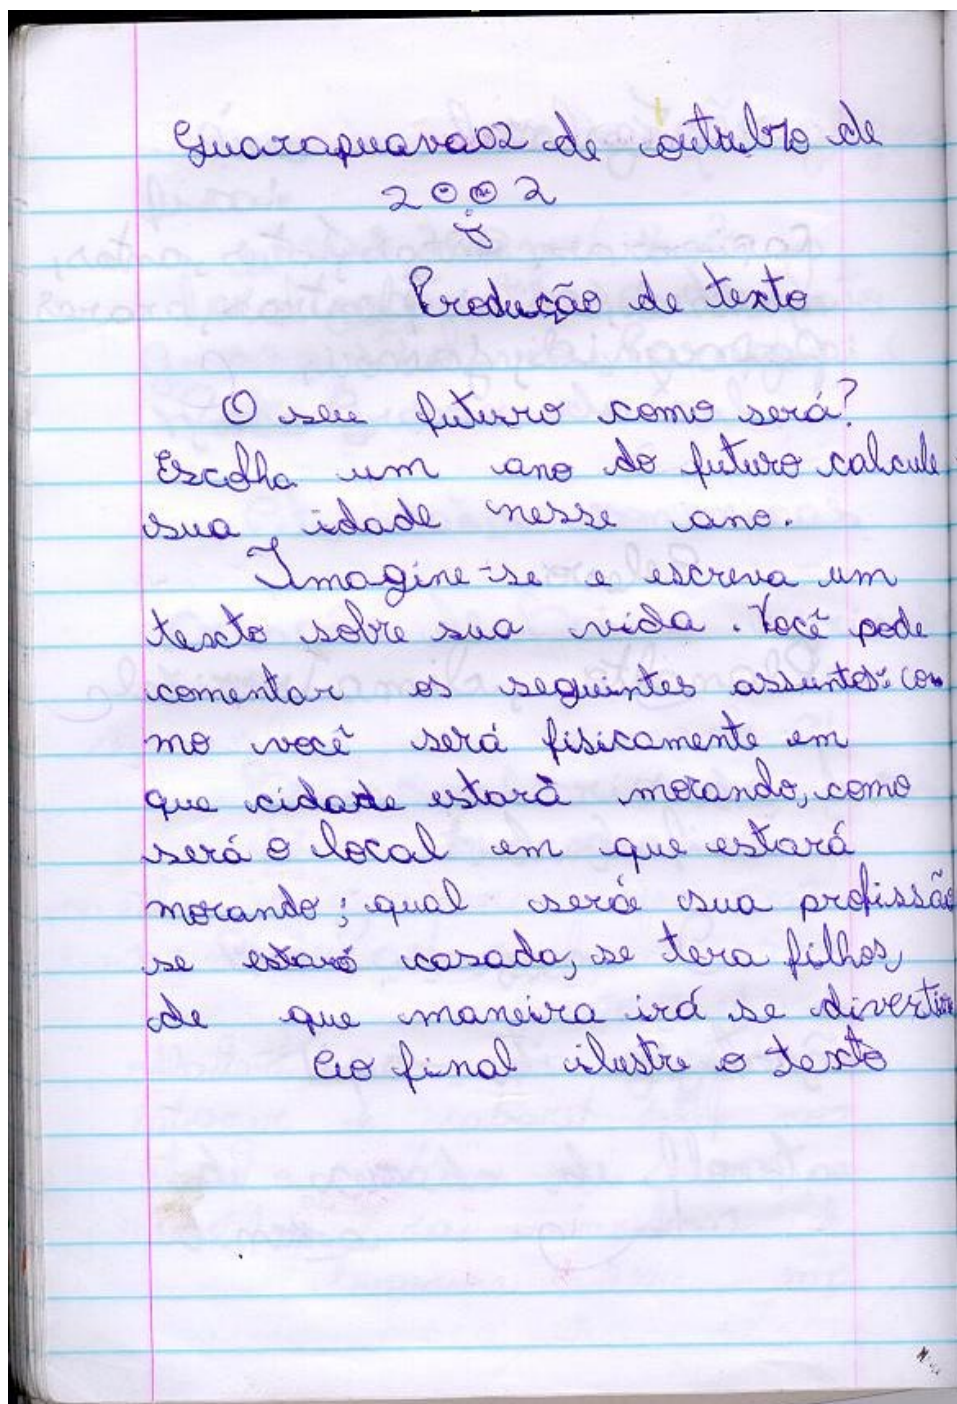 Guarapuava 02 de outubro de
2002
Produção de texto
O seu futuro como será?
Escolha um ano do futuro calcule
sua idade nesse ano.
Imagine-se e escreva um
texto sobre sua vida. Você pode
comentar os seguintes assuntos: co-
mo você será fisicamente em
que cidade estará morando, como
será o local em que estará
morando; qual será sua profissão
se estará casada, se tera filhos,
de que maneira irá se divertir
Ao final ilustre o texto